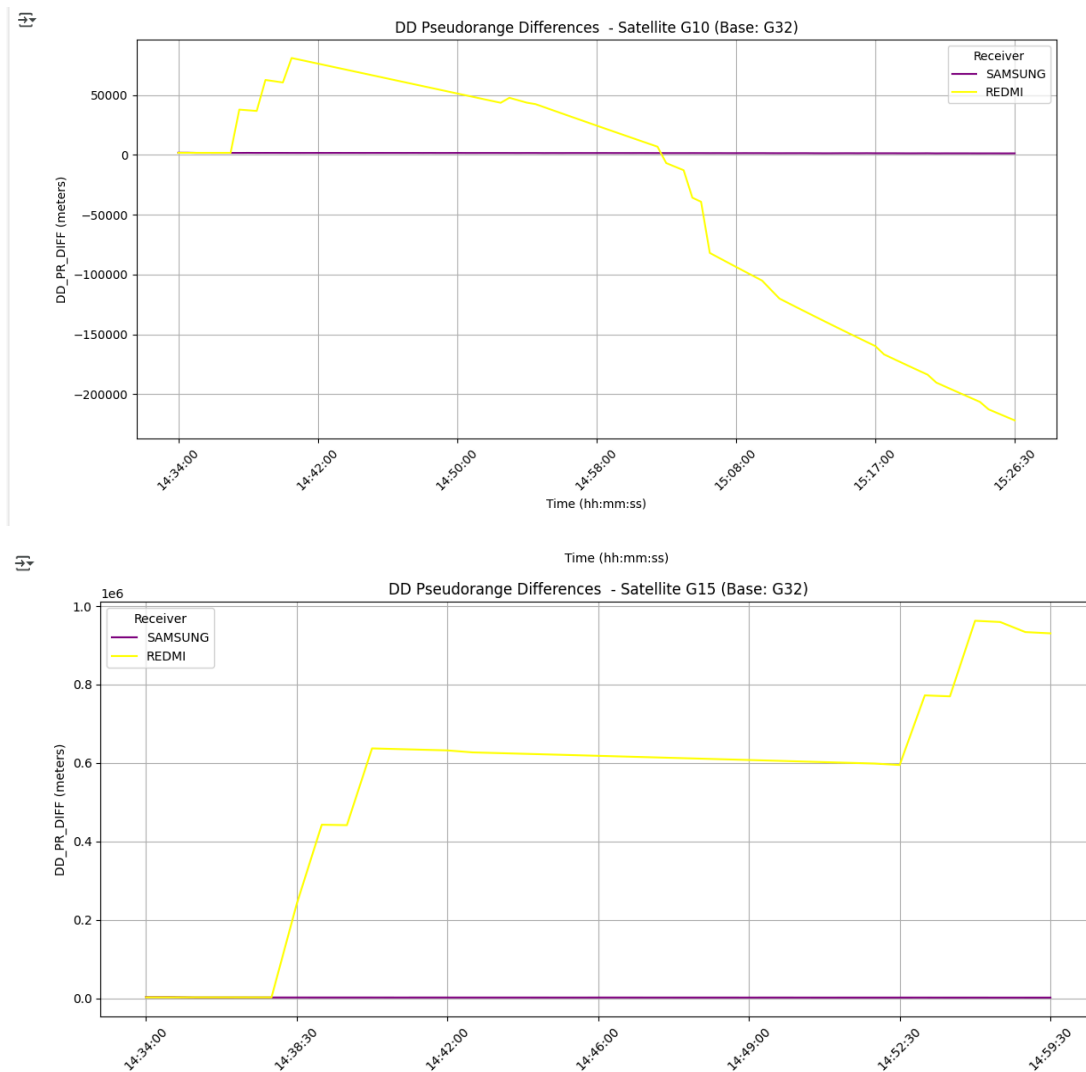 DD Pseudorange Differences  - Satellite G10 (Base: G32)
Receiver
SAMSUNG
REDMI
50000
0
−50000
−100000
−150000
−200000
DD_PR_DIFF (meters)
14:34:00
14:42:00
14:50:00
14:58:00
15:08:00
15:17:00
15:26:30
Time (hh:mm:ss)
Time (hh:mm:ss)
DD Pseudorange Differences  - Satellite G15 (Base: G32)
1e6
Receiver
SAMSUNG
REDMI
1.0
0.8
0.6
0.4
0.2
0.0
DD_PR_DIFF (meters)
14:34:00
14:38:30
14:42:00
14:46:00
14:49:00
14:52:30
14:59:30